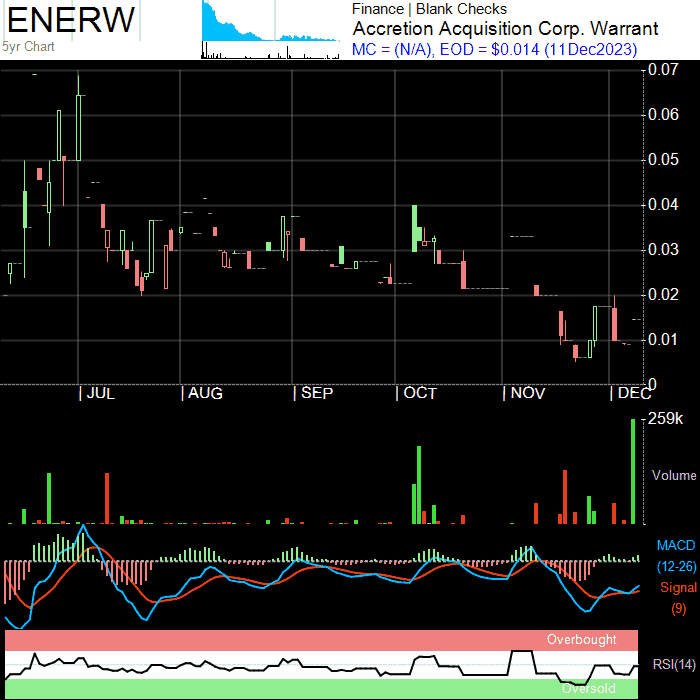 ENERW
5yr Chart
Finance | Blank Checks
Accretion Acquisition Corp. Warrant
MC = (N/A), EOD = $0.014 (11Dec2023)
0.07
0.06
0.05
0.04
0.03
0.02
0.01
0
JUL AUG SEP OCT NOV DEC
259k
Volume
MACD
(12-26)
Signal
(9)
Overbought
RSI(14)
Oversold